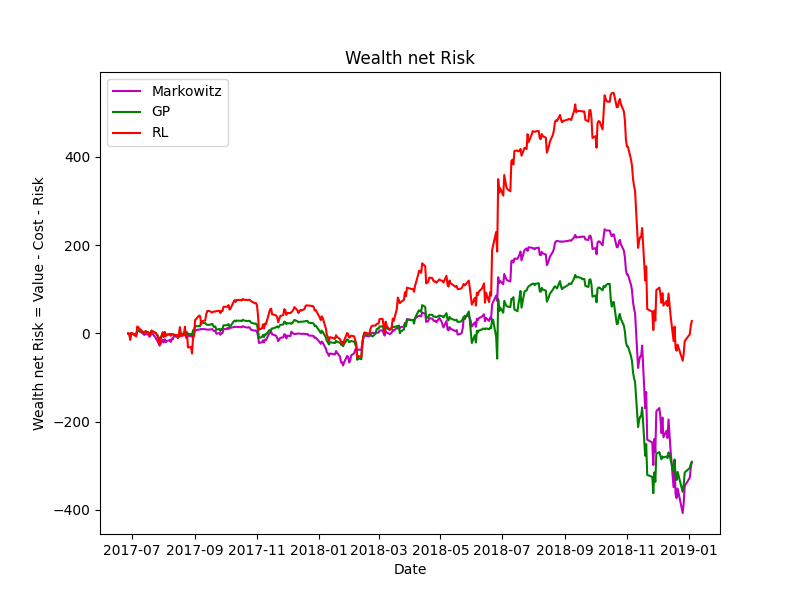 Wealth net Risk
Markowitz
GP
RL
Wealth net Risk = Value - Cost - Risk
400
200
0
−200
−400
2017-07 2017-09 2017-11 2018-01 2018-03 2018-05 2018-07 2018-09 2018-11 2019-01
Date